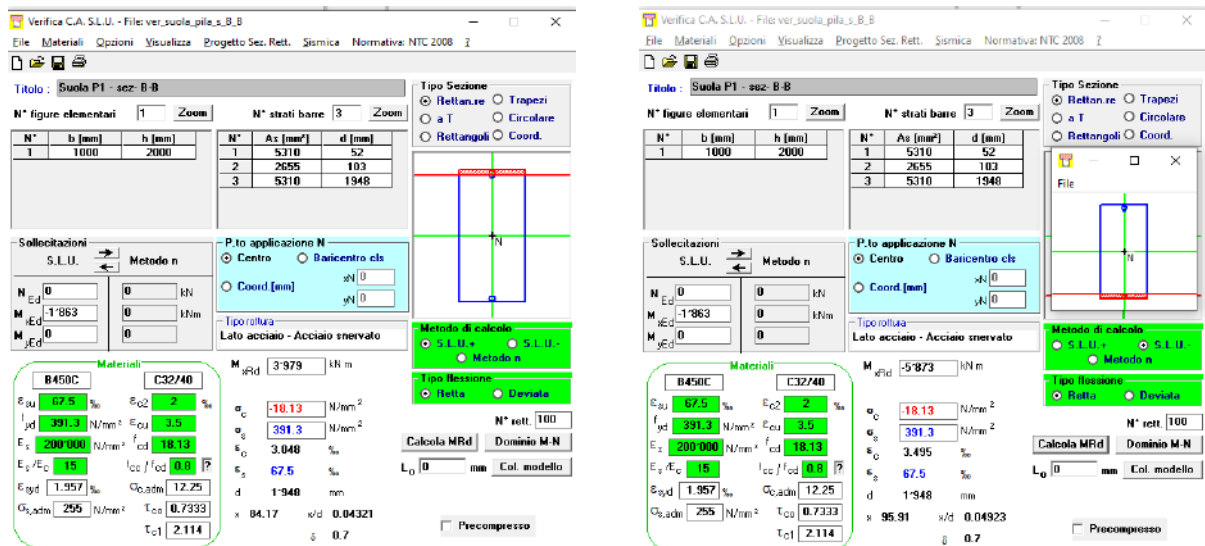 Verifica C.A. S.L.U. - File: ver_suola_pila_s_B_B
File Materiali Opzioni Visualizza Progetto Sez. Rett. Sismica Normativa: NTC 2008 ?
Titolo : Suola P1 - sez- B-B
N° figure elementari 1 Zoom N° strati barre 3 Zoom
N° b [mm] h [mm]
1 1000 2000
N° As [mm²] d [mm]
1 5310 52
2 2655 103
3 5310 1948
Tipo Sezione
Rettan.re Trapezi
a T Circolare
Rettangoli Coord.
N
Sollecitazioni
S.L.U. Metodo n
N Ed 0 0 kN
M xEd -1'863 0 kNm
M yEd 0 0
P.to applicazione N
Centro Baricentro cls
Coord.[mm] xN 0
yN 0
Tipo rottura
Lato acciaio - Acciaio snervato
Metodo di calcolo
S.L.U.+ S.L.U.-
Metodo n
Tipo flessione
Retta Deviata
Materiali
B450C C32/40
εsu 67.5 ‰ εc2 2 ‰
fyd 391.3 N/mm² εcu 3.5
Es 200'000 N/mm² fcd 18.13
Es/Ec 15 fcc / fcd 0.8 ?
εsyd 1.957 ‰ σc,adm 12.25
σs,adm 255 N/mm² τco 0.7333
τc1 2.114
M xRd 3'979 kN m
σc -18.13 N/mm²
σs 391.3 N/mm²
εc 3.048 ‰
εs 67.5 ‰
d 1'948 mm
x 84.17 x/d 0.04321
δ 0.7
N° rett. 100
Calcola MRd Dominio M-N
L0 0 mm Col. modello
Precompresso
Verifica C.A. S.L.U. - File: ver_suola_pila_s_B_B
File Materiali Opzioni Visualizza Progetto Sez. Rett. Sismica Normativa: NTC 2008 ?
Titolo : Suola P1 - sez- B-B
N° figure elementari 1 Zoom N° strati barre 3 Zoom
N° b [mm] h [mm]
1 1000 2000
N° As [mm²] d [mm]
1 5310 52
2 2655 103
3 5310 1948
Tipo Sezione
Rettan.re Trapezi
a T Circolare
Rettangoli Coord.
File
N
Sollecitazioni
S.L.U. Metodo n
N Ed 0 0 kN
M xEd -1'863 0 kNm
M yEd 0 0
P.to applicazione N
Centro Baricentro cls
Coord.[mm] xN 0
yN 0
Tipo rottura
Lato acciaio - Acciaio snervato
Metodo di calcolo
S.L.U.+ S.L.U.-
Metodo n
Tipo flessione
Retta Deviata
Materiali
B450C C32/40
εsu 67.5 ‰ εc2 2 ‰
fyd 391.3 N/mm² εcu 3.5
Es 200'000 N/mm² fcd 18.13
Es/Ec 15 fcc / fcd 0.8 ?
εsyd 1.957 ‰ σc,adm 12.25
σs,adm 255 N/mm² τco 0.7333
τc1 2.114
M xRd -5'873 kN m
σc -18.13 N/mm²
σs 391.3 N/mm²
εc 3.495 ‰
εs 67.5 ‰
d 1'948 mm
x 95.91 x/d 0.04923
δ 0.7
N° rett. 100
Calcola MRd Dominio M-N
L0 0 mm Col. modello
Precompresso